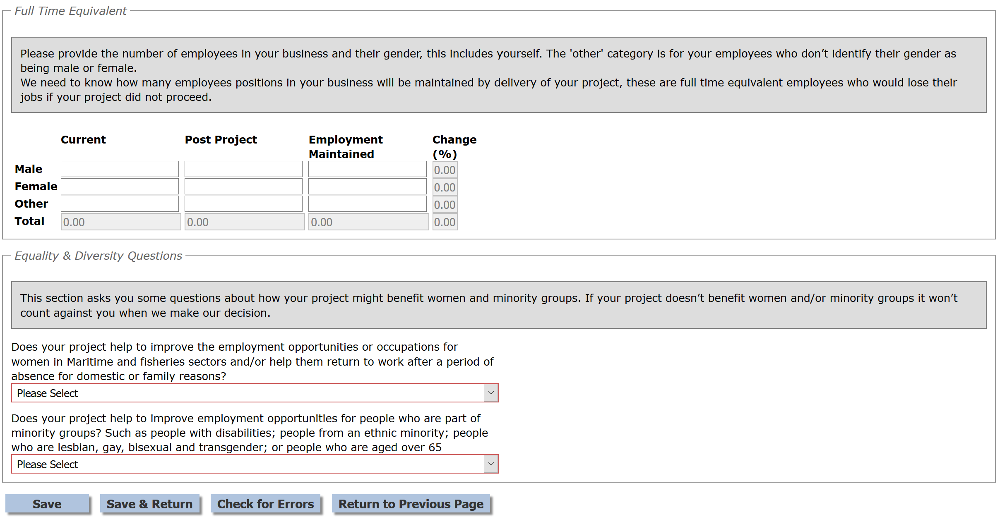 Full Time Equivalent
Please provide the number of employees in your business and their gender, this includes yourself. The 'other' category is for your employees who don’t identify their gender as
being male or female.
We need to know how many employees positions in your business will be maintained by delivery of your project, these are full time equivalent employees who would lose their
jobs if your project did not proceed.
Current Post Project Employment Change
Maintained (%)
Male 0.00
Female 0.00
Other 0.00
Total 0.00 0.00 0.00 0.00
Equality & Diversity Questions
This section asks you some questions about how your project might benefit women and minority groups. If your project doesn’t benefit women and/or minority groups it won’t
count against you when we make our decision.
Does your project help to improve the employment opportunities or occupations for
women in Maritime and fisheries sectors and/or help them return to work after a period of
absence for domestic or family reasons?
Please Select
Does your project help to improve employment opportunities for people who are part of
minority groups? Such as people with disabilities; people from an ethnic minority; people
who are lesbian, gay, bisexual and transgender; or people who are aged over 65
Please Select
Save Save & Return Check for Errors Return to Previous Page